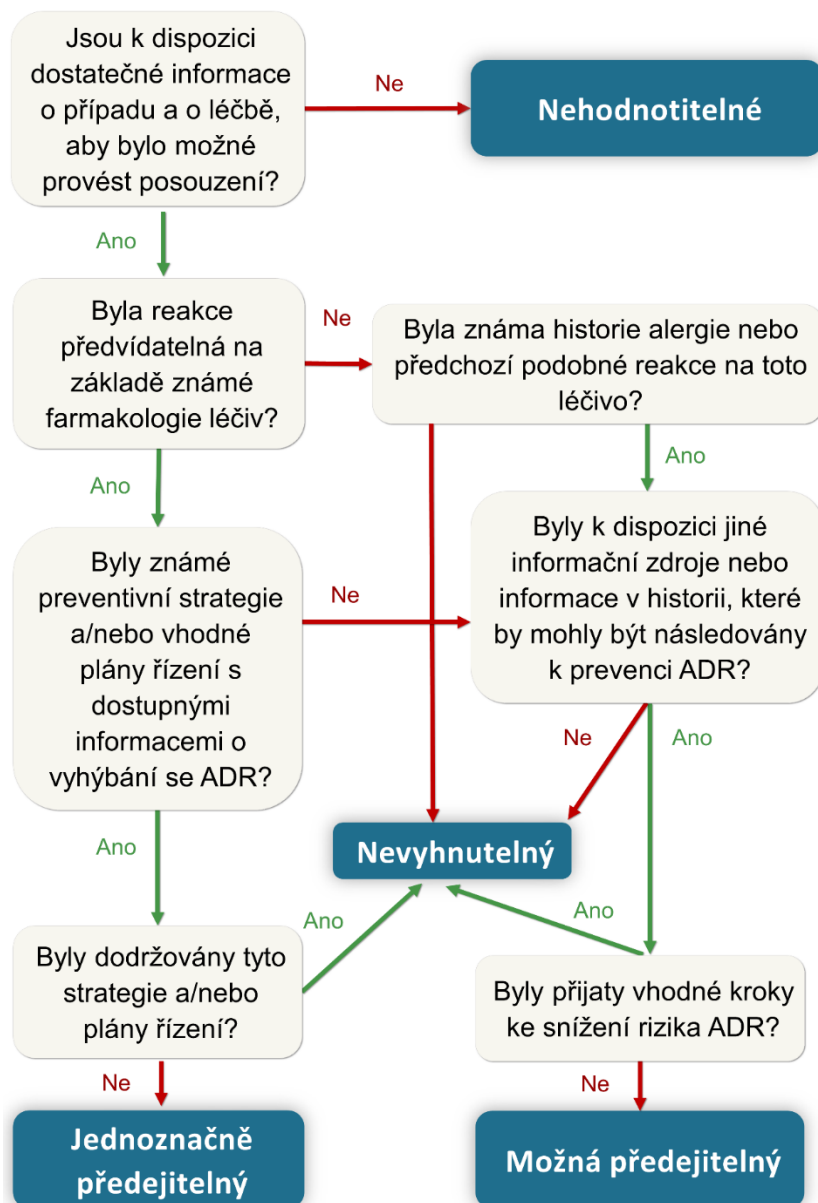 Jsou k dispozici
dostatečné informace
o případu a o léčbě,
aby bylo možné
provést posouzení?
Ne
Nehodnotitelné
Ano
Byla reakce
předvídatelná na
základě známé
farmakologie léčiv?
Ne
Byla známa historie alergie nebo
předchozí podobné reakce na toto
léčivo?
Ano
Ano
Byly známé
preventivní strategie
a/nebo vhodné
plány řízení s
dostupnými
informacemi o
vyhýbání se ADR?
Ne
Byly k dispozici jiné
informační zdroje nebo
informace v historii, které
by mohly být následovány
k prevenci ADR?
Ne
Ano
Nevyhnutelný
Ano
Ano
Ano
Byly dodržovány tyto
strategie a/nebo
plány řízení?
Byly přijaty vhodné kroky
ke snížení rizika ADR?
Ne
Ne
Jednoznačně
předejitelný
Možná předejitelný